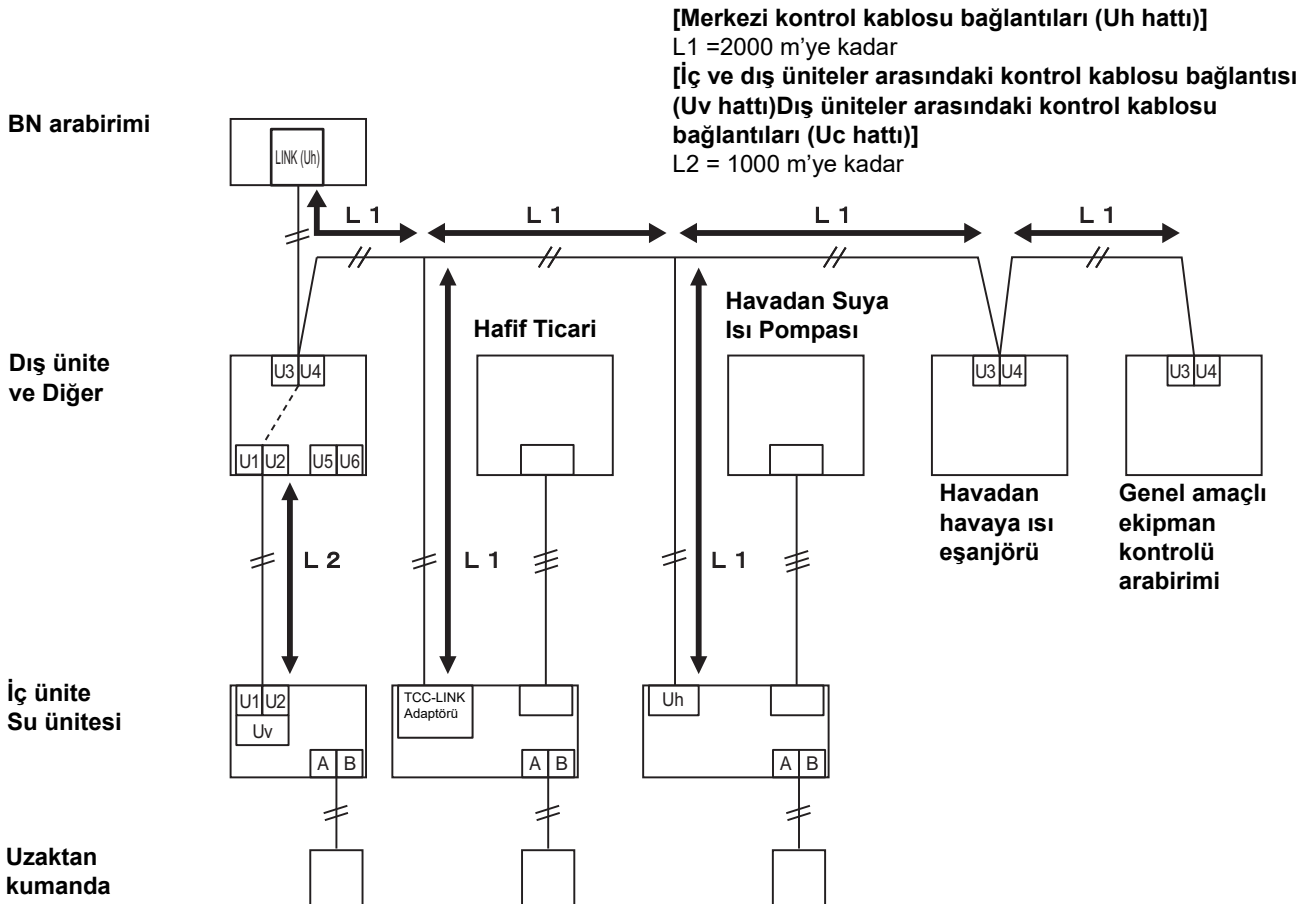 [Merkezi kontrol kablosu bağlantıları (Uh hattı)]
L1 =2000 m’ye kadar
[İç ve dış üniteler arasındaki kontrol kablosu bağlantısı
(Uv hattı)Dış üniteler arasındaki kontrol kablosu
bağlantıları (Uc hattı)]
L2 = 1000 m’ye kadar
BN arabirimi
LINK (Uh)
L 1
L 1
L 1
L 1
Hafif Ticari
Havadan Suya
Isı Pompası
Dış ünite
ve Diğer
U3 U4
U3 U4
U3 U4
U1 U2
U5 U6
Havadan
havaya ısı
eşanjörü
Genel amaçlı
ekipman
kontrolü
arabirimi
L 2
L 1
L 1
İç ünite
Su ünitesi
U1 U2
Uv
TCC-LINK
Adaptörü
Uh
A B
A B
A B
Uzaktan
kumanda